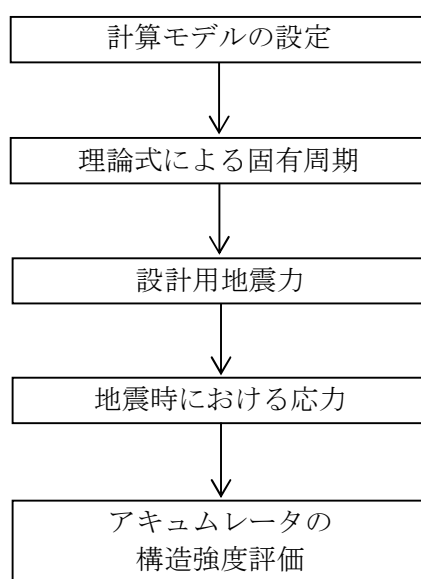 計算モデルの設定
理論式による固有周期
設計用地震力
地震時における応力
アキュムレータの
構造強度評価